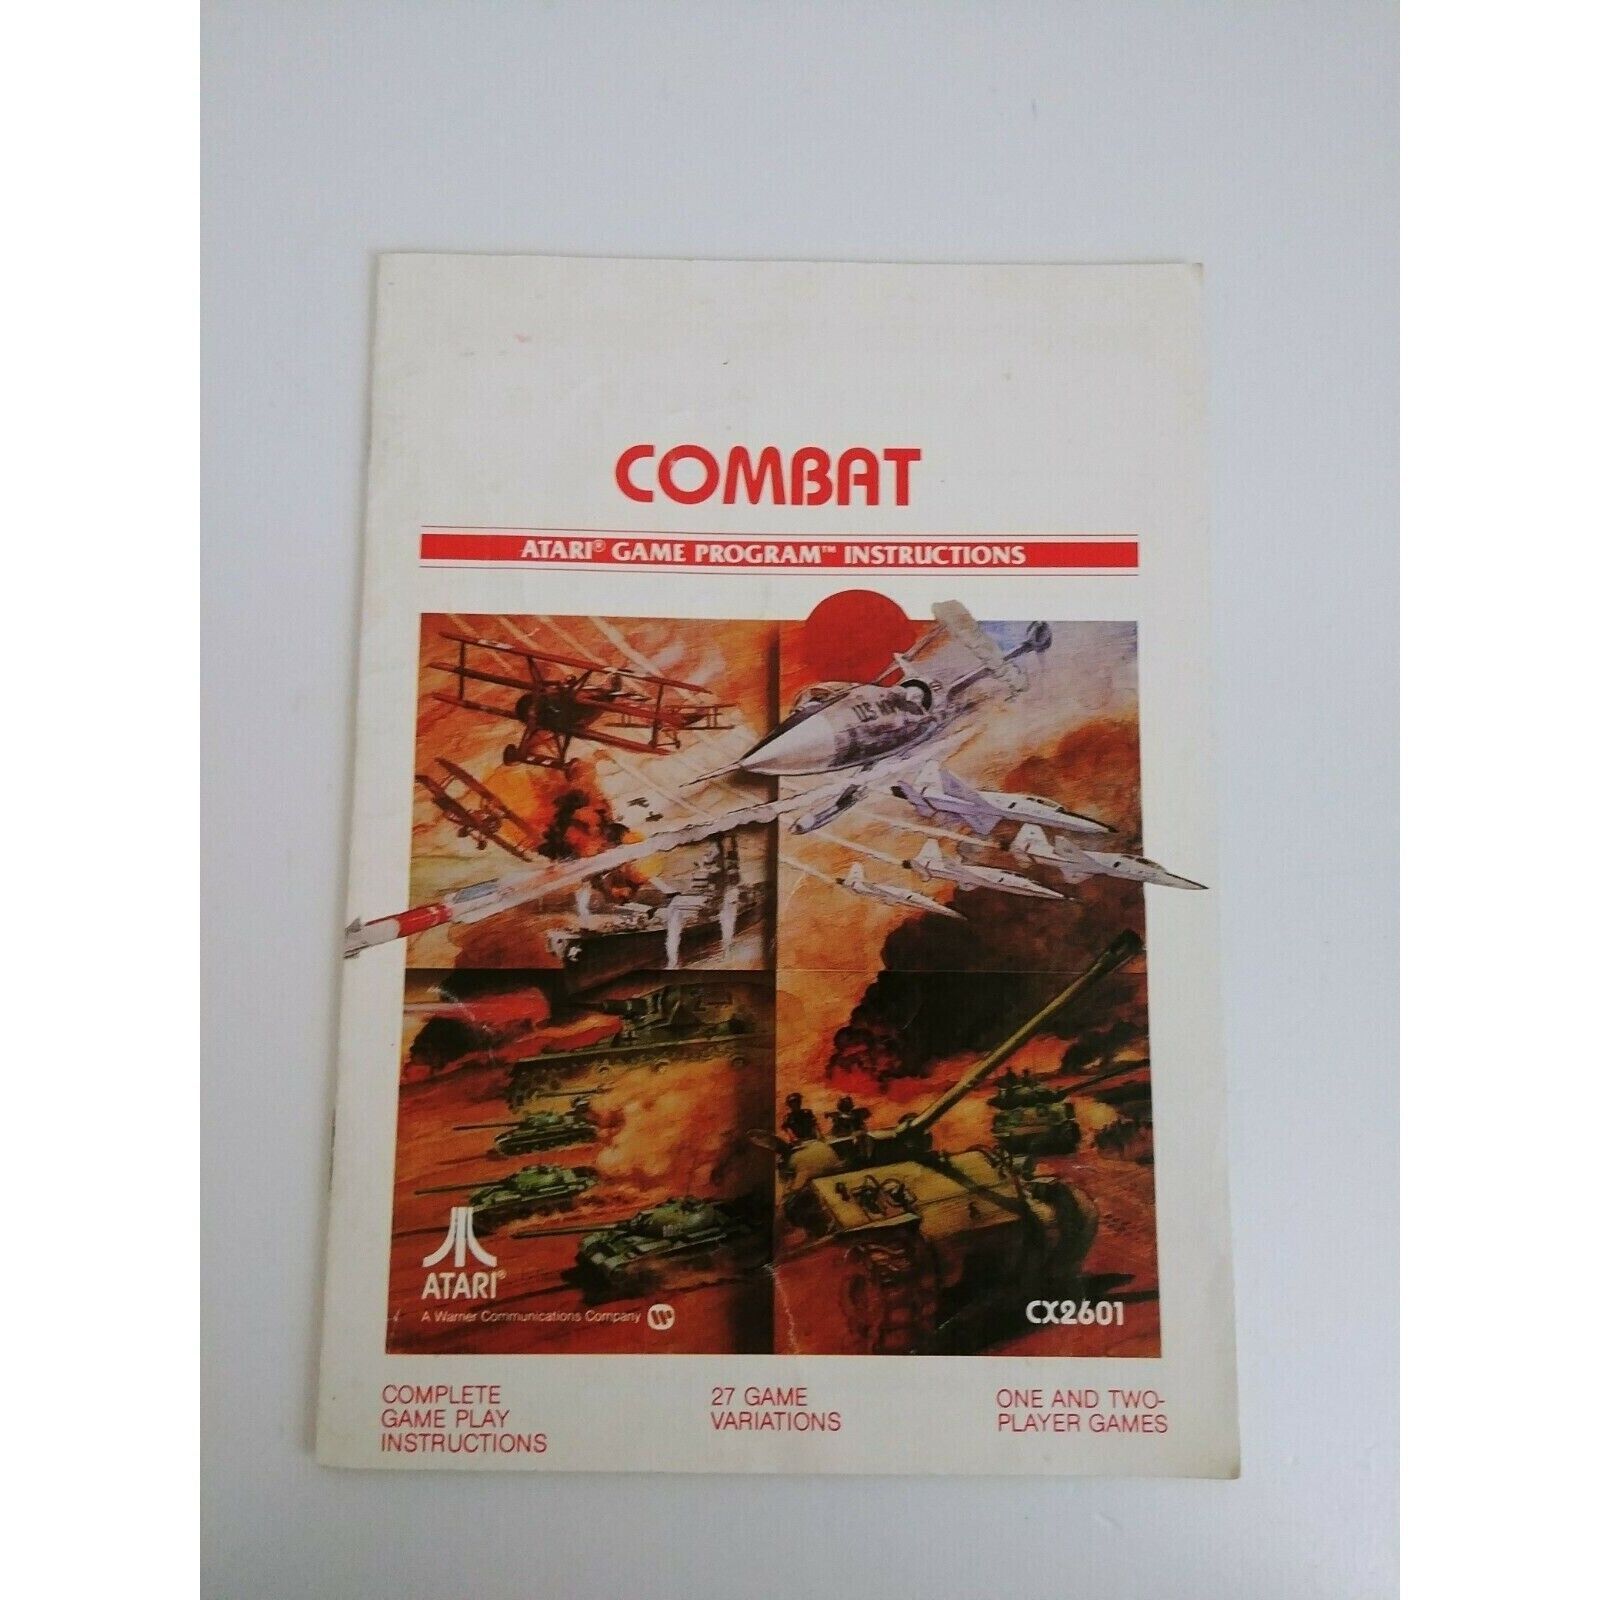 COMBAT
ATARI® GAME PROGRAM™ INSTRUCTIONS
ATARI®
A Warner Communications Company
CX2601
COMPLETE
GAME PLAY
INSTRUCTIONS
27 GAME
VARIATIONS
ONE AND TWO-
PLAYER GAMES